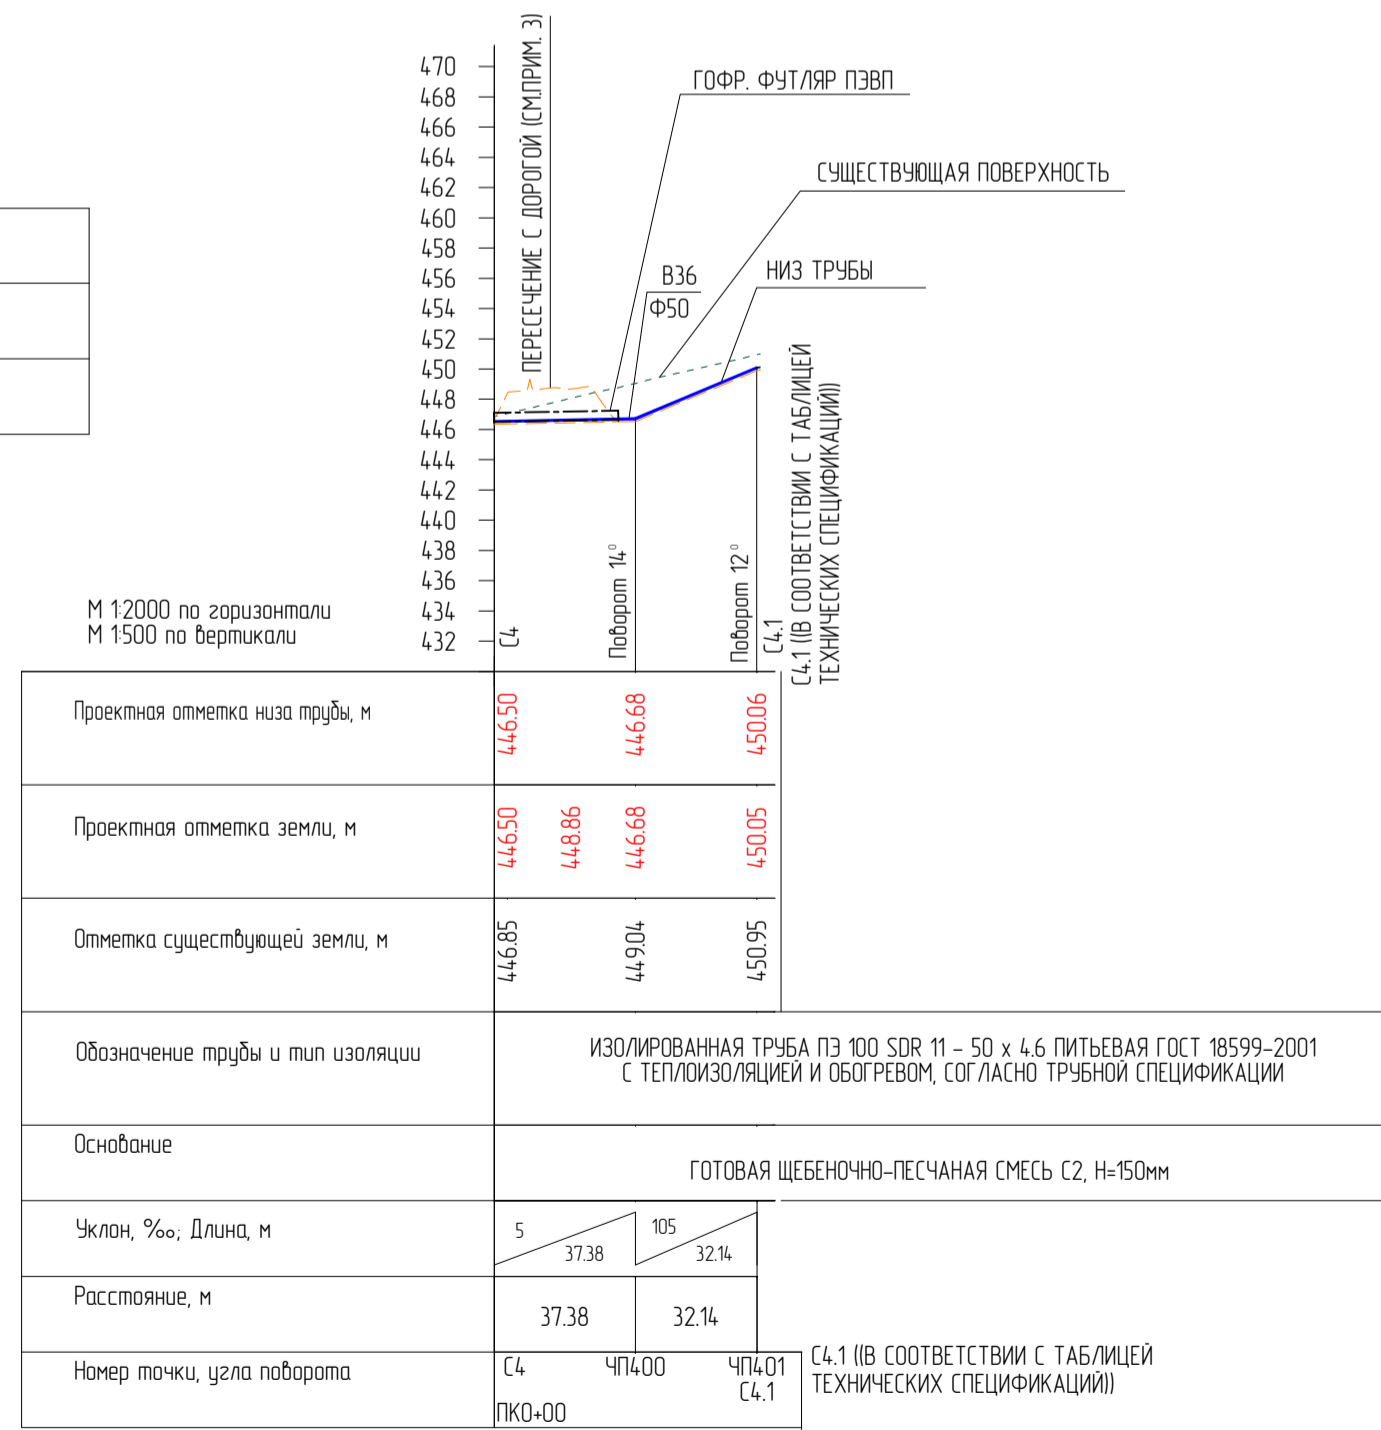 470
468
466
464
462
460
458
456
454
452
450
448
446
444
442
440
438
436
434
432
ПЕРЕСЕЧЕНИЕ С ДОРОГОЙ (СМ.ПРИМ. 3)
ГОФР. ФУТЛЯР ПЭВП
СУЩЕСТВУЮЩАЯ ПОВЕРХНОСТЬ
В36
Ф50
НИЗ ТРУБЫ
М 1:2000 по горизонтали
М 1:500 по вертикали
С4
Поворот 14°
Поворот 12°
С4.1
С4.1 ((В СООТВЕТСТВИИ С ТАБЛИЦЕЙ
ТЕХНИЧЕСКИХ СПЕЦИФИКАЦИЙ))
Проектная отметка низа трубы, м
446.50
446.68
450.06
Проектная отметка земли, м
446.50
448.86
446.68
450.05
Отметка существующей земли, м
446.85
449.04
450.95
Обозначение трубы и тип изоляции
ИЗОЛИРОВАННАЯ ТРУБА ПЭ 100 SDR 11 - 50 x 4.6 ПИТЬЕВАЯ ГОСТ 18599-2001
С ТЕПЛОИЗОЛЯЦИЕЙ И ОБОГРЕВОМ, СОГЛАСНО ТРУБНОЙ СПЕЦИФИКАЦИИ
Основание
ГОТОВАЯ ЩЕБЕНОЧНО-ПЕСЧАНАЯ СМЕСЬ С2, Н=150мм
Уклон, ‰; Длина, м
5
37.38
105
32.14
Расстояние, м
37.38
32.14
Номер точки, угла поворота
С4
ЧП400
ЧП401
С4.1
ПК0+00
С4.1 ((В СООТВЕТСТВИИ С ТАБЛИЦЕЙ
ТЕХНИЧЕСКИХ СПЕЦИФИКАЦИЙ))